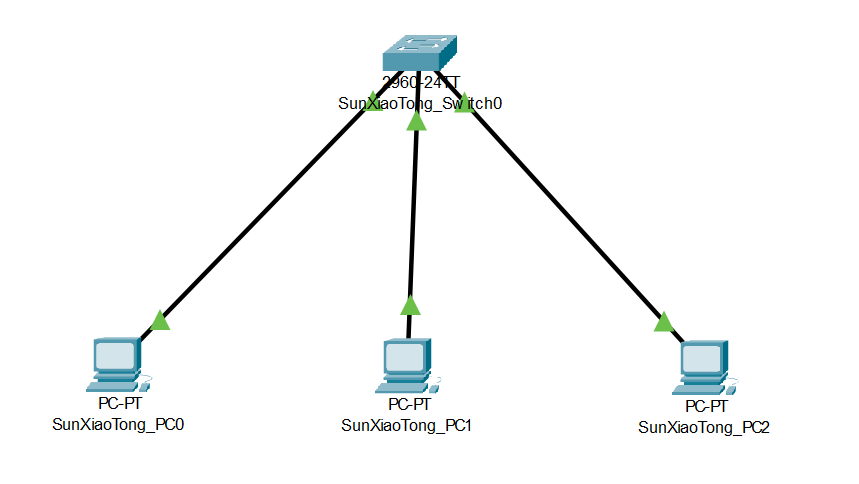 2960-24TT
SunXiaoTong_Switch0
PC-PT
SunXiaoTong_PC0
PC-PT
SunXiaoTong_PC1
PC-PT
SunXiaoTong_PC2